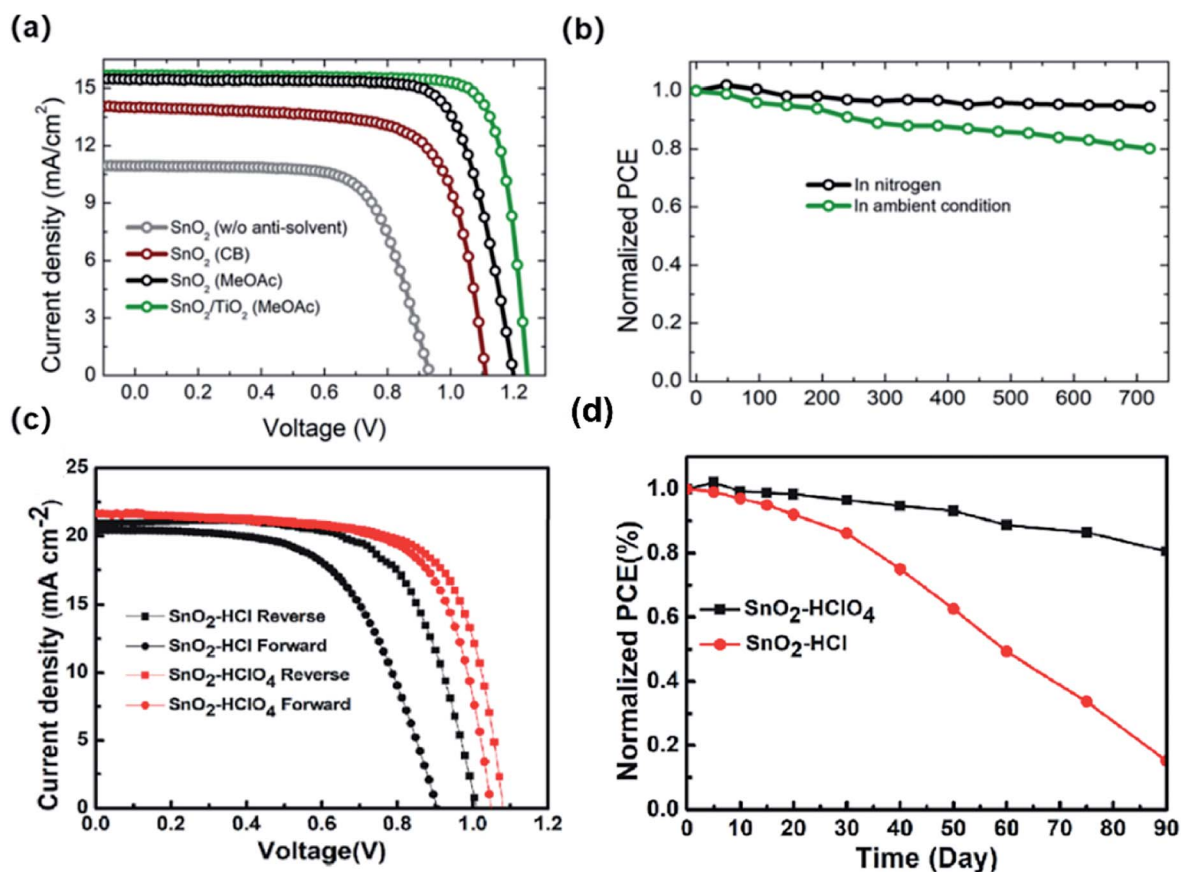 (a)
Current density (mA/cm²)
15
12
9
6
3
0
SnO₂ (w/o anti-solvent)
SnO₂ (CB)
SnO₂ (MeOAc)
SnO₂/TiO₂ (MeOAc)
0.0 0.2 0.4 0.6 0.8 1.0 1.2
Voltage (V)
(b)
Normalized PCE
1.0
0.8
0.6
0.4
0.2
0.0
In nitrogen
In ambient condition
0 100 200 300 400 500 600 700
(c)
Current density (mA cm⁻²)
25
20
15
10
5
0
SnO₂-HCl Reverse
SnO₂-HCl Forward
SnO₂-HClO₄ Reverse
SnO₂-HClO₄ Forward
0.0 0.2 0.4 0.6 0.8 1.0 1.2
Voltage(V)
(d)
Normalized PCE(%)
1.0
0.8
0.6
0.4
0.2
0.0
SnO₂-HClO₄
SnO₂-HCl
0 10 20 30 40 50 60 70 80 90
Time (Day)